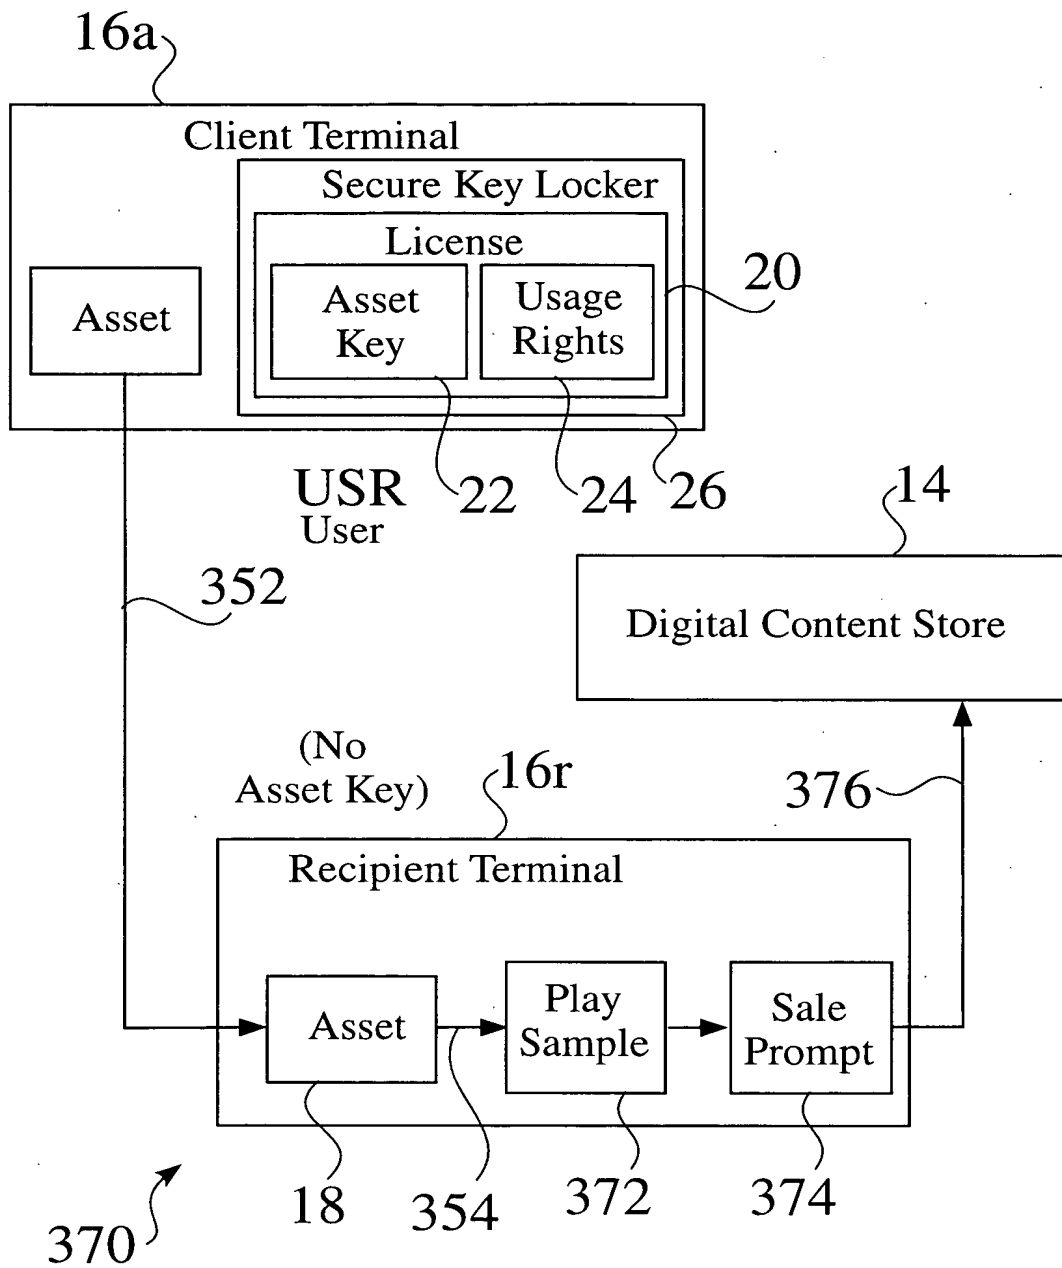 16a
Client Terminal
Secure Key Locker
License
Asset
Asset
Key
Usage
Rights
20
22
24
26
USR
User
14
352
Digital Content Store
(No
Asset Key)
16r
376
Recipient Terminal
Asset
Play
Sample
Sale
Prompt
18
354
372
374
370